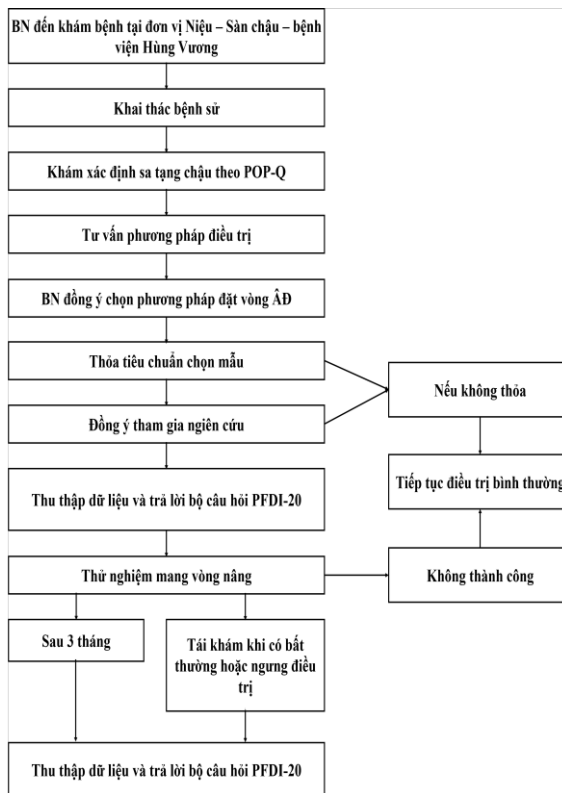 BN đến khám bệnh tại đơn vị Niệu – Sàn chậu – bệnh
viện Hùng Vương
Khai thác bệnh sử
Khám xác định sa tạng chậu theo POP-Q
Tư vấn phương pháp điều trị
BN đồng ý chọn phương pháp đặt vòng ÂĐ
Thỏa tiêu chuẩn chọn mẫu
Nếu không thỏa
Đồng ý tham gia ngiên cứu
Tiếp tục điều trị bình thường
Thu thập dữ liệu và trả lời bộ câu hỏi PFDI-20
Thử nghiệm mang vòng nâng
Không thành công
Sau 3 tháng
Tái khám khi có bất
thường hoặc ngưng điều
trị
Thu thập dữ liệu và trả lời bộ câu hỏi PFDI-20